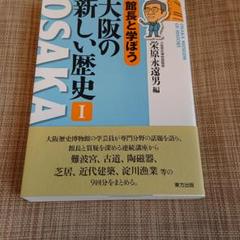 館長と学ぼう
大阪の
新しい歴史
I
OSAKA
栄原永遠男 編
大阪歴史博物館の学芸員が専門分野の話題を語り、
館長と質疑を深める連続講座から
難波宮、古道、陶磁器、
芝居、近代建築、淀川漁業
等の9回分をまとめる。
東方出版